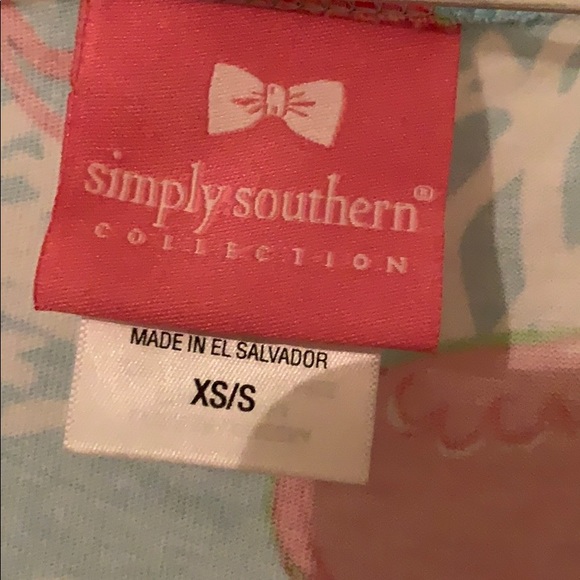 simply southern®
COLLECTION
MADE IN EL SALVADOR
XS/S